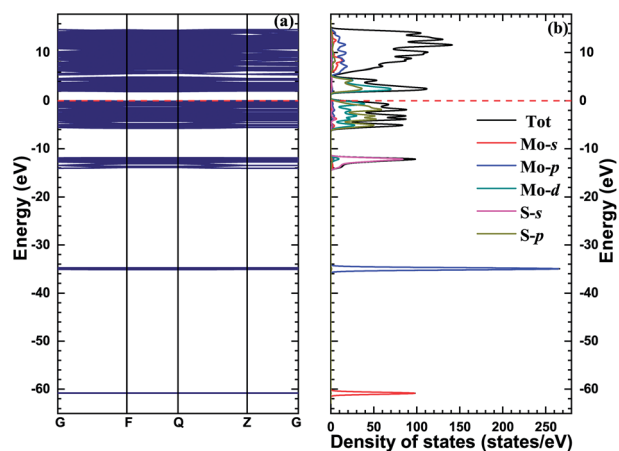 (a)
(b)
Energy (eV)
10
0
-10
-20
-30
-40
-50
-60
G F Q Z G
10
0
-10
-20
-30
-40
-50
-60
Tot
Mo-s
Mo-p
Mo-d
S-s
S-p
Energy (eV)
0 50 100 150 200 250
Density of states (states/eV)